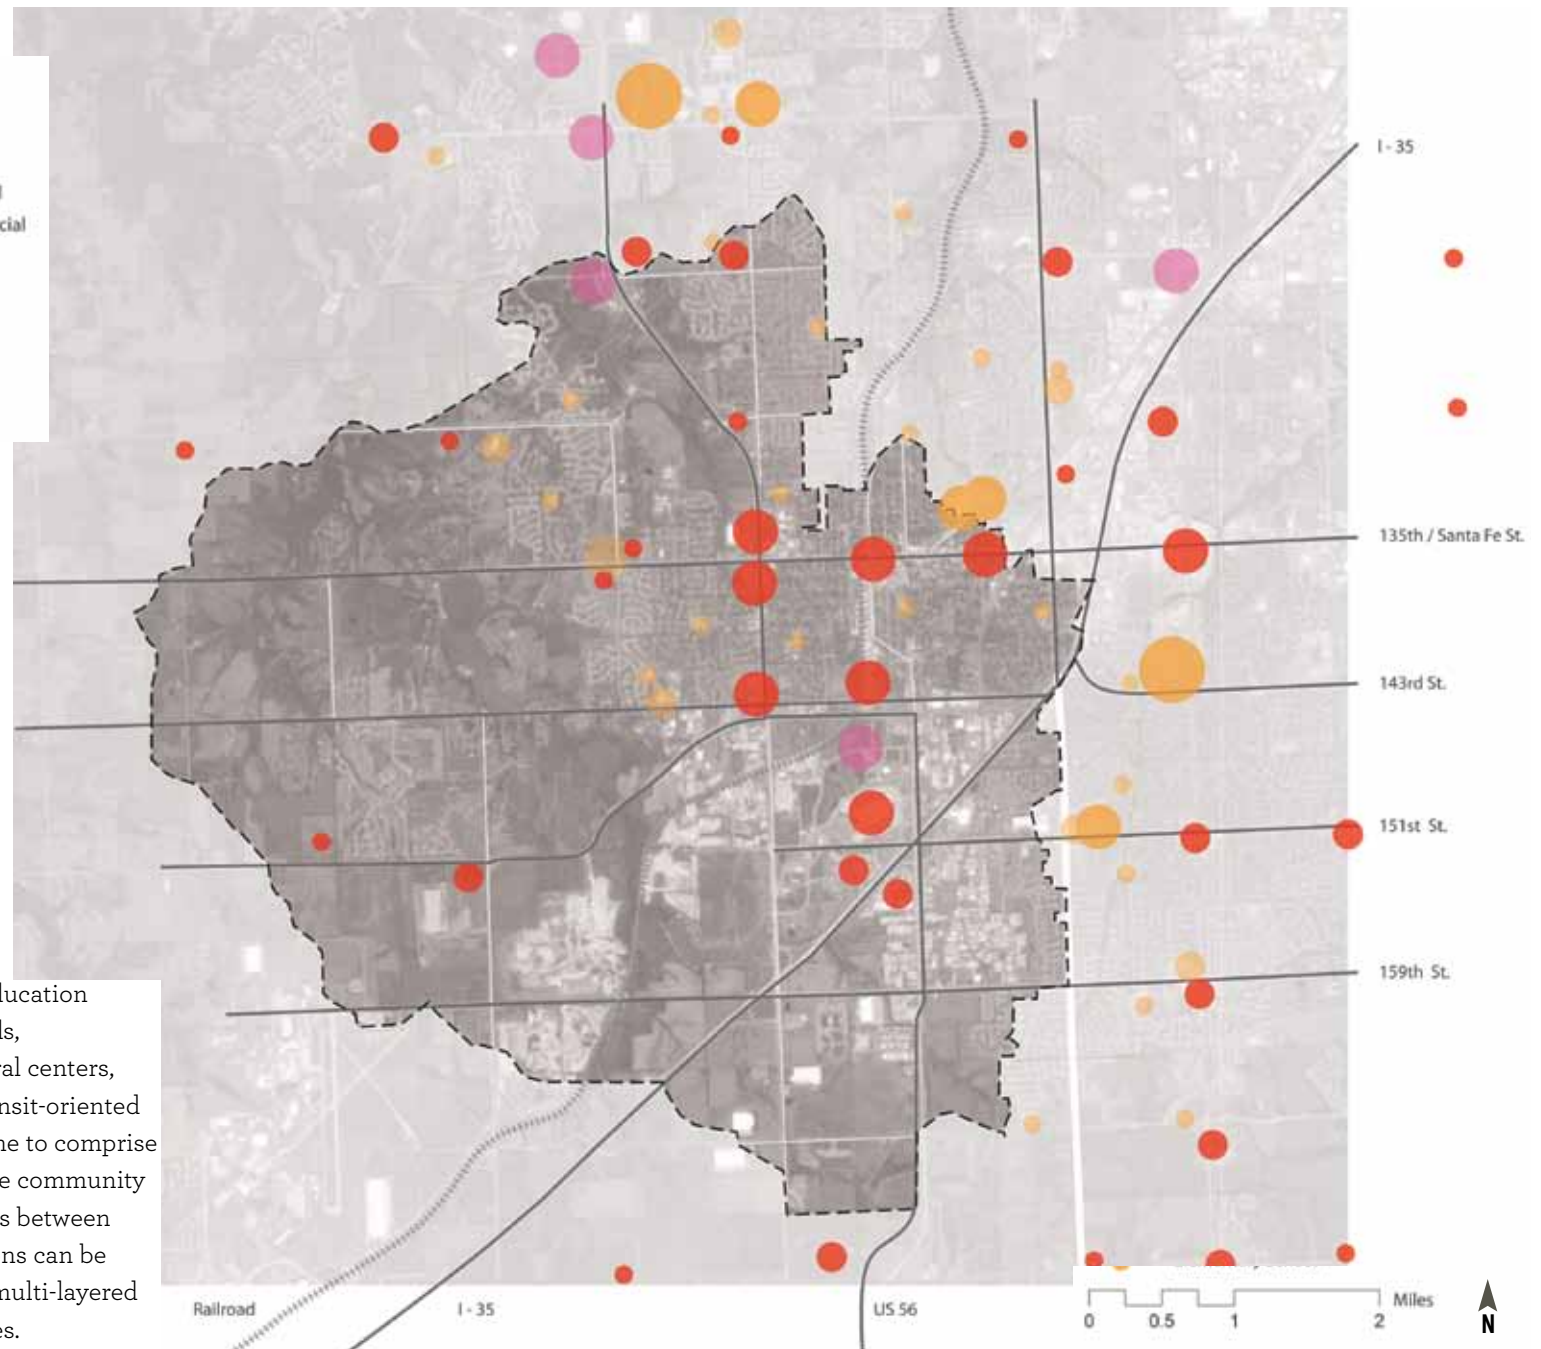 cial
I - 35
135th / Santa Fe St.
143rd St.
151st St.
159th St.
ducation
ls,
ral centers,
nsit-oriented
ne to comprise
e community
s between
ns can be
multi-layered
es.
Railroad
I - 35
US 56
Miles
0 0.5 1 2
N